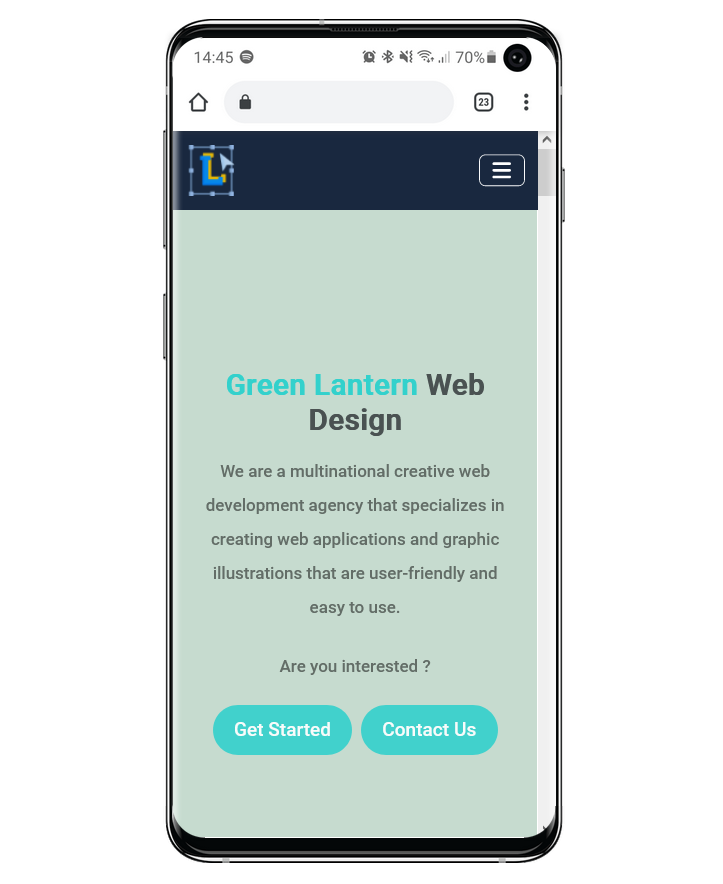 14:45 70%
23
L
Green Lantern Web
Design
We are a multinational creative web
development agency that specializes in
creating web applications and graphic
illustrations that are user-friendly and
easy to use.
Are you interested ?
Get Started Contact Us